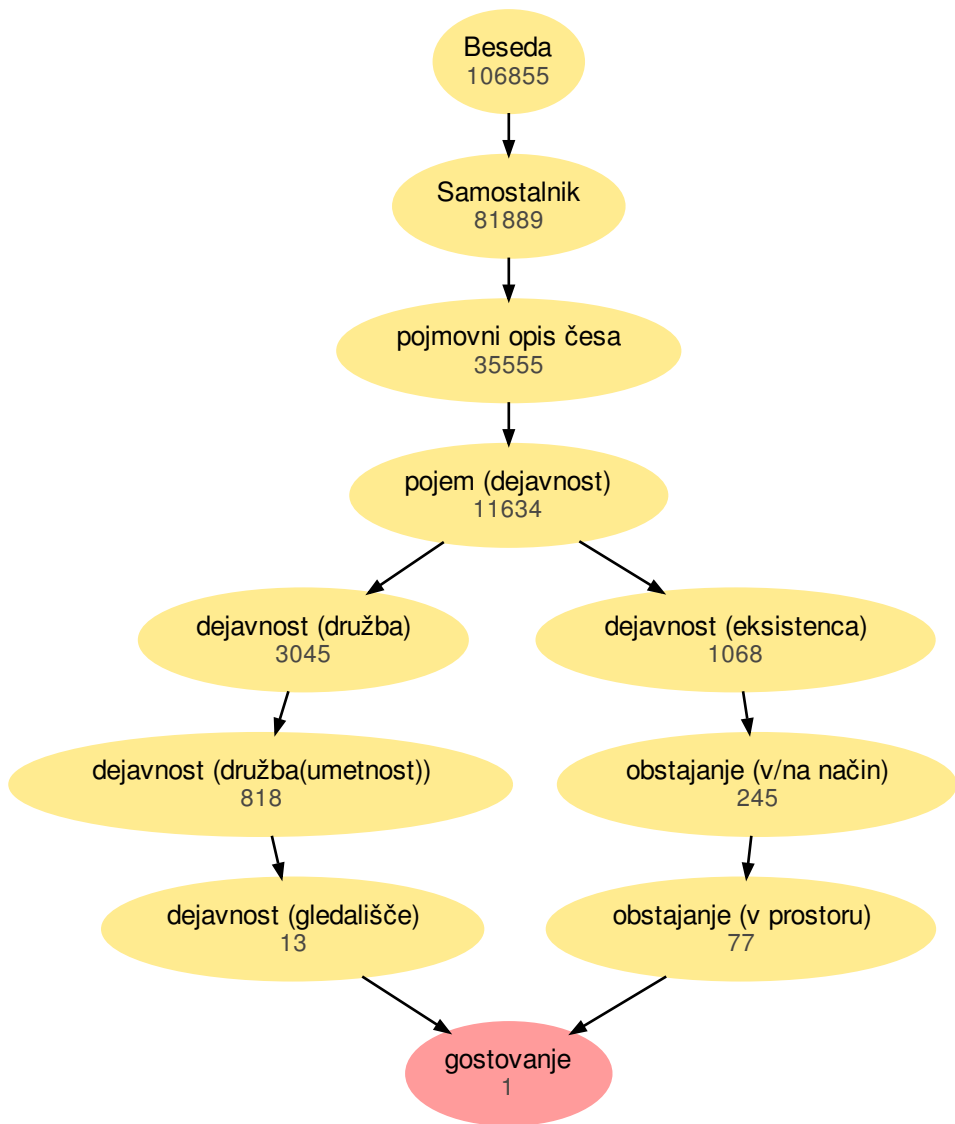 Beseda
106855
Samostalnik
81889
pojmovni opis česa
35555
pojem (dejavnost)
11634
dejavnost (družba)
3045
dejavnost (eksistenca)
1068
dejavnost (družba(umetnost))
818
obstajanje (v/na način)
245
dejavnost (gledališče)
13
obstajanje (v prostoru)
77
gostovanje
1